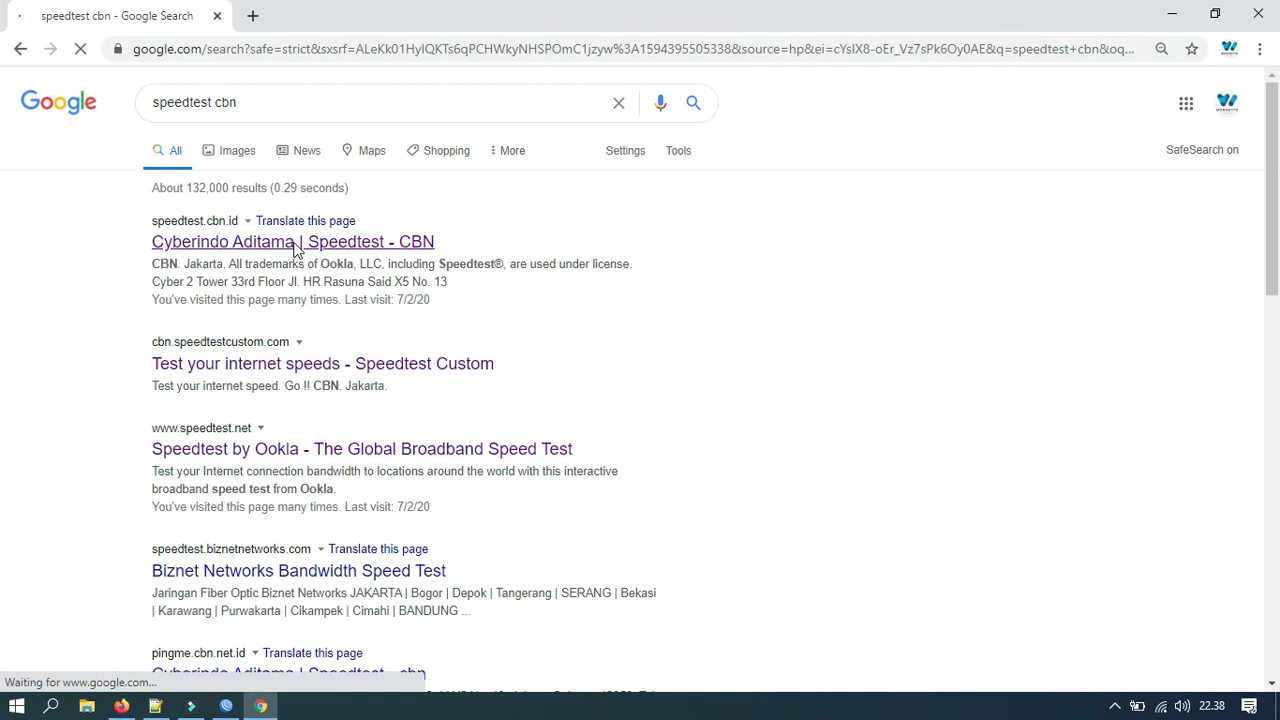 speedtest cbn - Google Search
google.com/search?safe=strict&sxsrf=ALeKk01HylQKTs6qPCHWkyNHSPOmC1jzyw%3A1594395505338&source=hp&ei=cYsIX8-oEr_Vz7sPk6Oy0AE&q=speedtest+cbn&oq...
Google
speedtest cbn
All
Images
News
Maps
Shopping
More
Settings
Tools
SafeSearch on
About 132,000 results (0.29 seconds)
speedtest.cbn.id Translate this page
Cyberindo Aditama | Speedtest - CBN
CBN. Jakarta. All trademarks of Ookla, LLC, including Speedtest®, are used under license.
Cyber 2 Tower 33rd Floor Jl. HR Rasuna Said X5 No. 13
You've visited this page many times. Last visit: 7/2/20
cbn.speedtestcustom.com
Test your internet speeds - Speedtest Custom
Test your internet speed. Go !! CBN. Jakarta.
www.speedtest.net
Speedtest by Ookla - The Global Broadband Speed Test
Test your Internet connection bandwidth to locations around the world with this interactive
broadband speed test from Ookla.
You've visited this page many times. Last visit: 7/2/20
speedtest.biznetnetworks.com Translate this page
Biznet Networks Bandwidth Speed Test
Jaringan Fiber Optic Biznet Networks JAKARTA | Bogor | Depok | Tangerang | SERANG | Bekasi
| Karawang | Purwakarta | Cikampek | Cimahi | BANDUNG ...
pingme.cbn.net.id Translate this page
Cyberindo Aditama | Speedtest - cbn
Waiting for www.google.com...
22.38